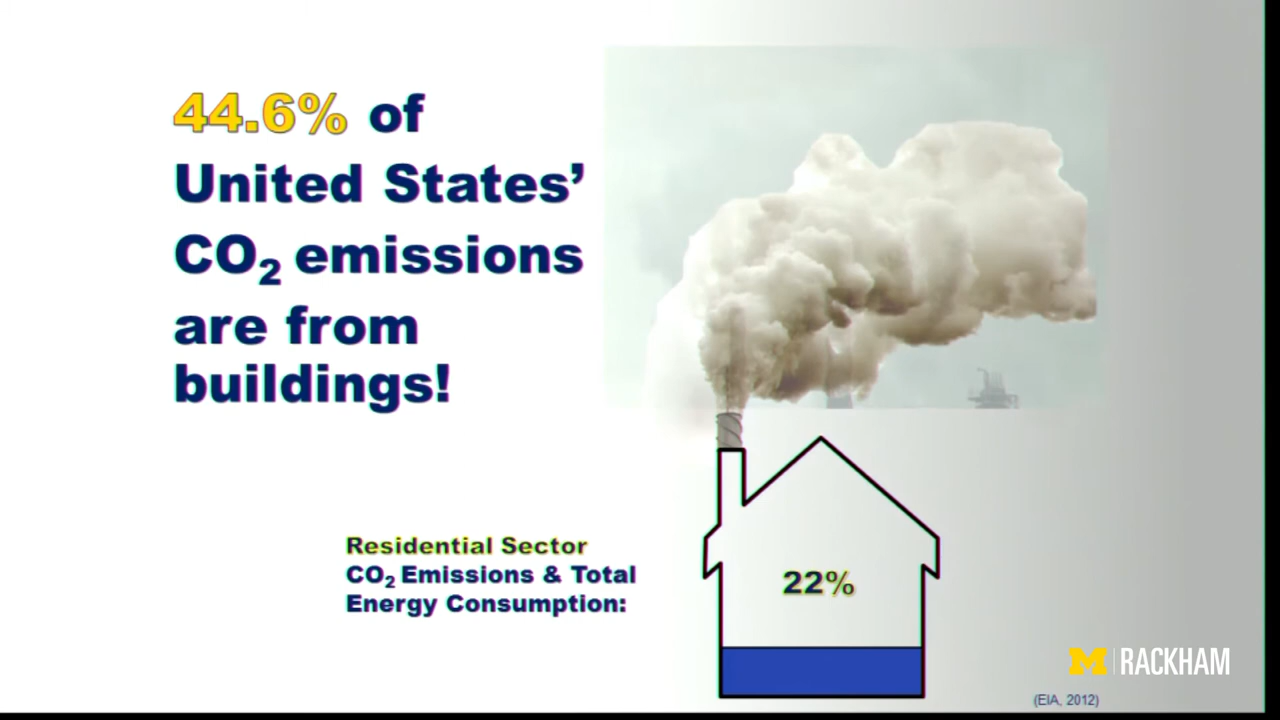 44.6% of
United States’
CO₂ emissions
are from
buildings!
Residential Sector
CO₂ Emissions & Total
Energy Consumption:
22%
M RACKHAM
(EIA, 2012)